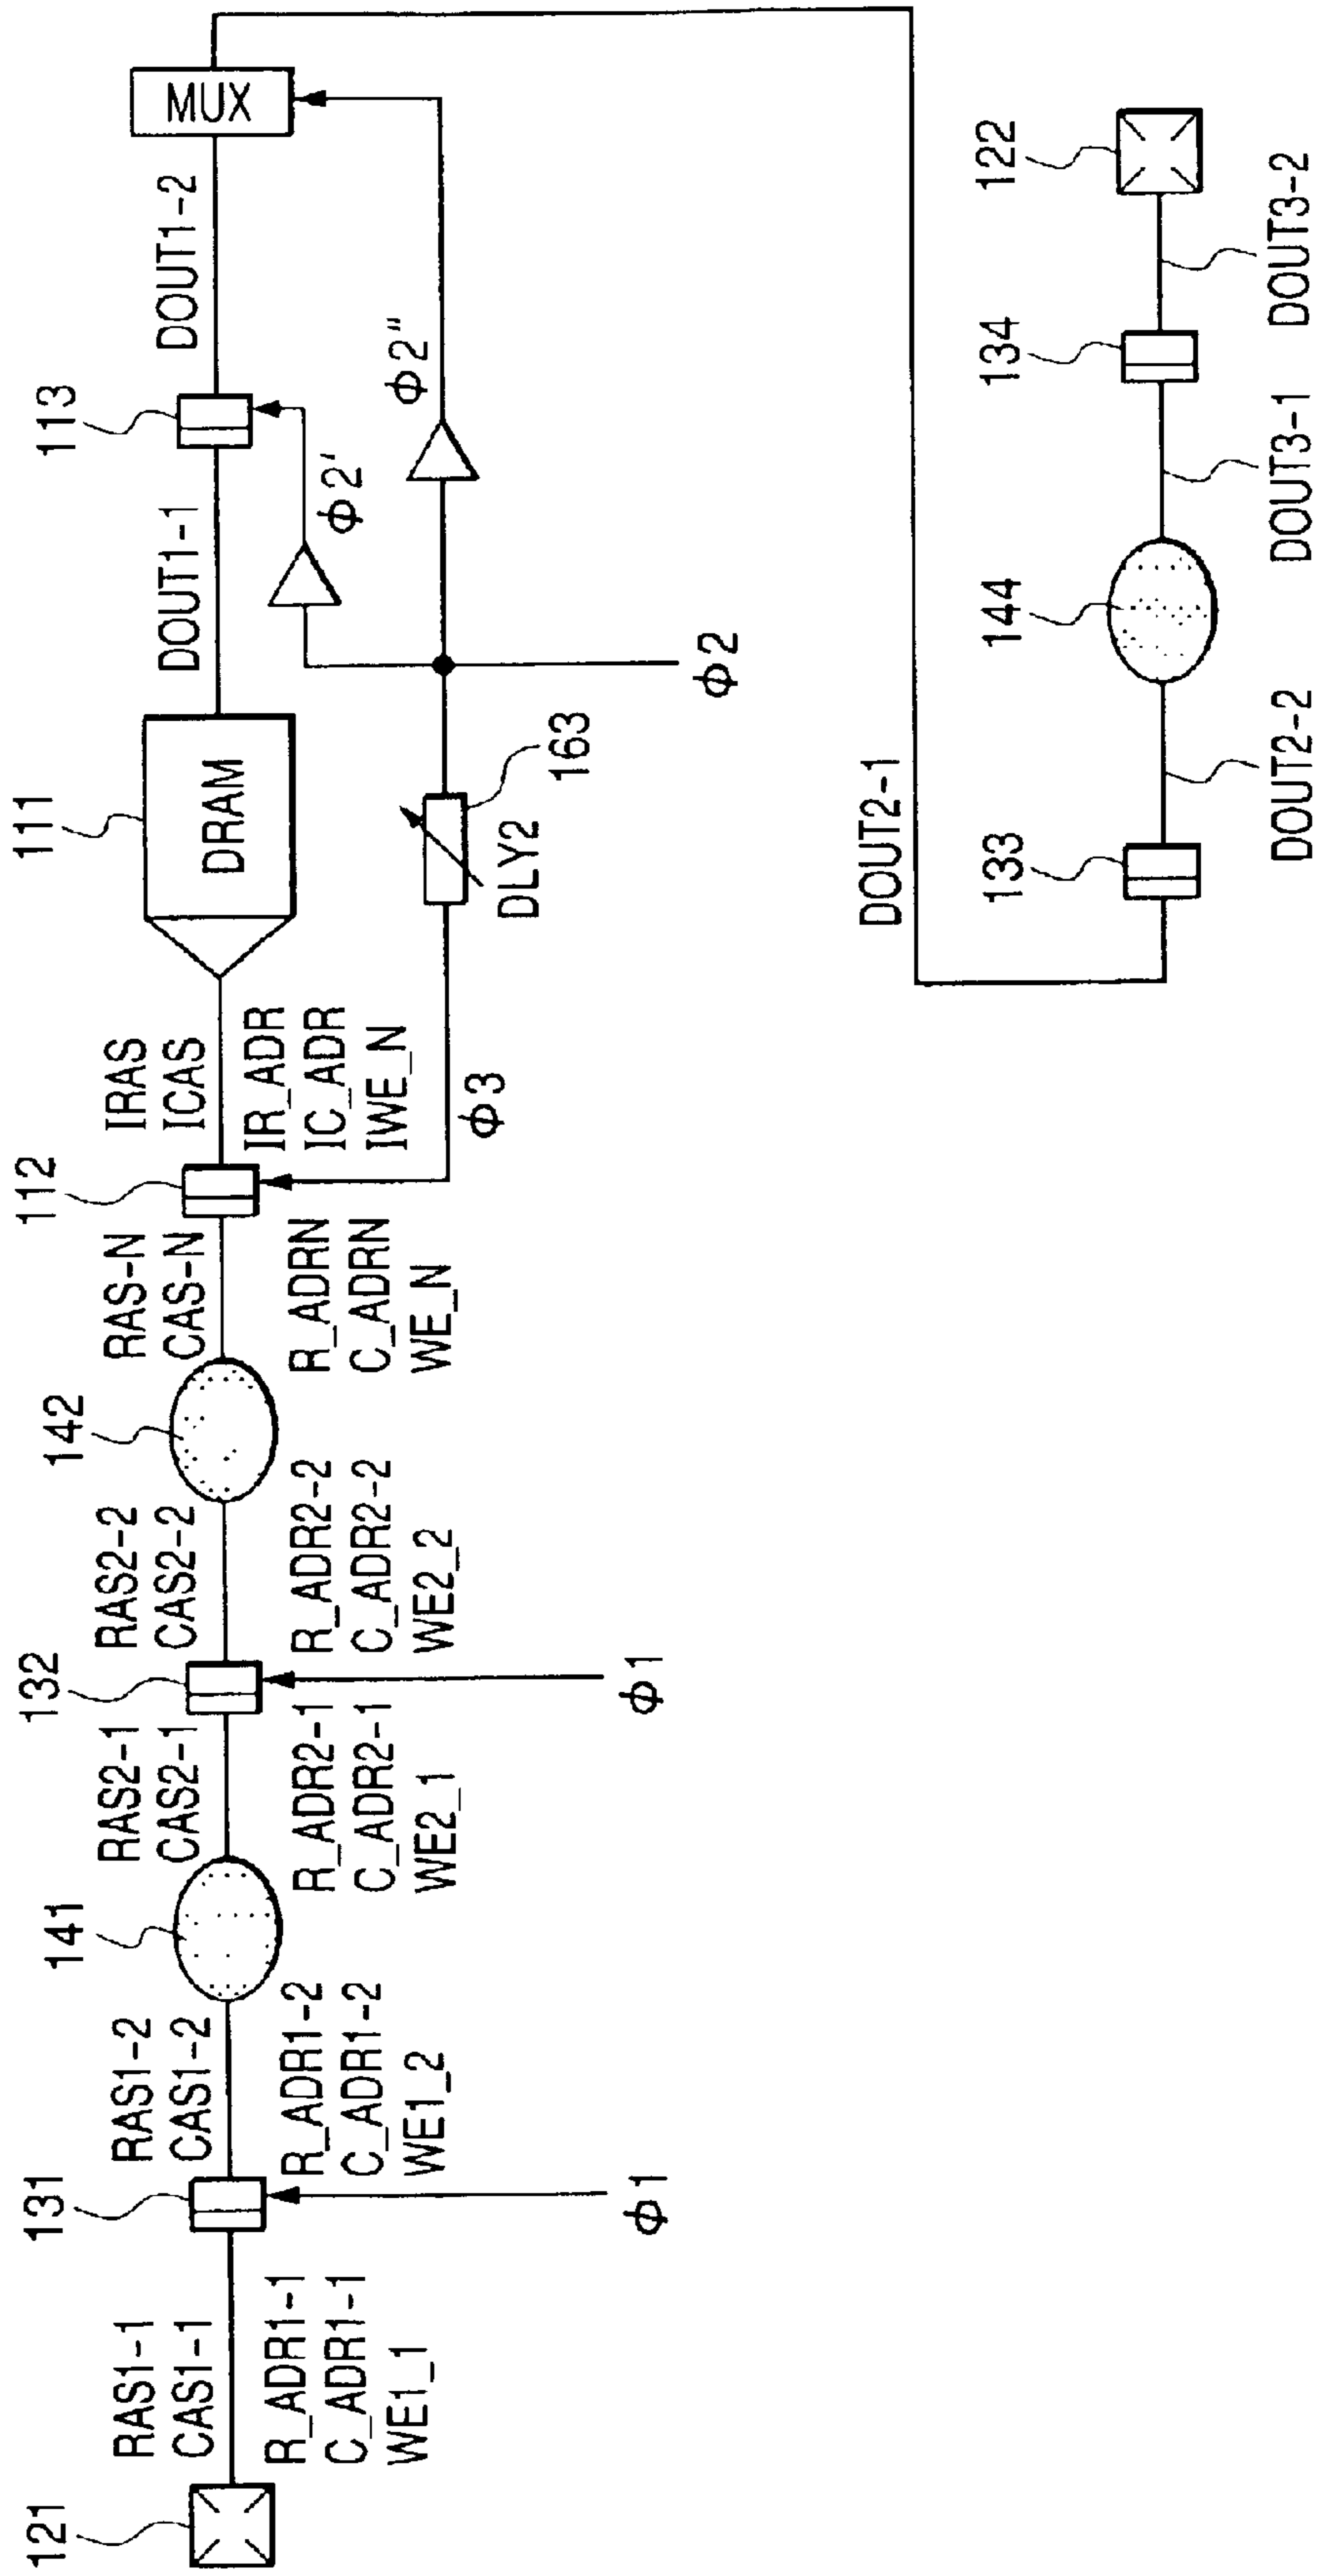 121
RAS1-1
CAS1-1
R_ADR1-1
C_ADR1-1
WE1_1
131
φ1
RAS1-2
CAS1-2
R_ADR1-2
C_ADR1-2
WE1_2
141
RAS2-1
CAS2-1
R_ADR2-1
C_ADR2-1
WE2_1
132
φ1
RAS2-2
CAS2-2
R_ADR2-2
C_ADR2-2
WE2_2
142
RAS-N
CAS-N
R_ADRN
C_ADRN
WE_N
112
IRAS
ICAS
IR_ADR
IC_ADR
IWE_N
φ3
111
DRAM
DLY2
163
φ2
DOUT1-1
φ2'
113
φ2"
DOUT1-2
MUX
DOUT2-1
133
DOUT2-2
144
DOUT3-1
134
DOUT3-2
122